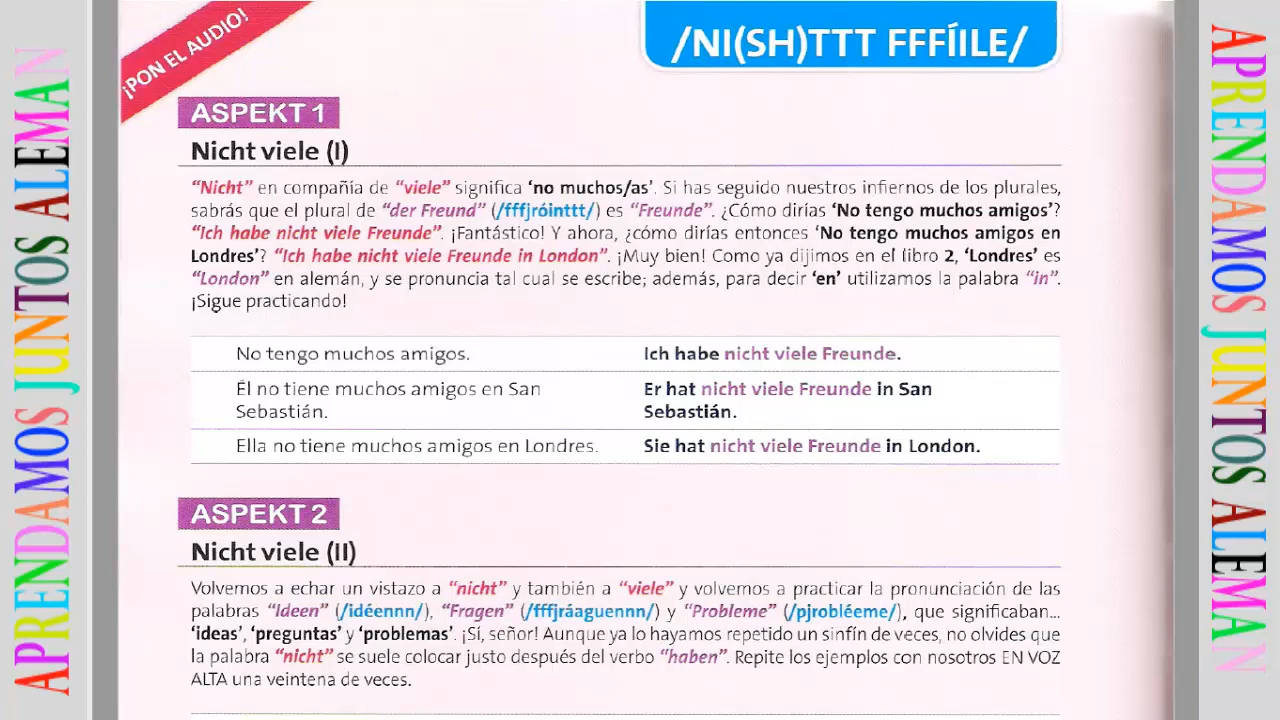 APRENDAMOS JUNTOS ALEMAN
¡PON EL AUDIO!
/NI(SH)TTT FFFÍILE/
ASPEKT 1
Nicht viele (I)
“Nicht” en compañía de “viele” significa ‘no muchos/as’. Si has seguido nuestros infiernos de los plurales,
sabrás que el plural de “der Freund” (/fffjróinttt/) es “Freunde”. ¿Cómo dirías ‘No tengo muchos amigos’?
“Ich habe nicht viele Freunde”. ¡Fantástico! Y ahora, ¿cómo dirías entonces ‘No tengo muchos amigos en
Londres’? “Ich habe nicht viele Freunde in London”. ¡Muy bien! Como ya dijimos en el libro 2, ‘Londres’ es
“London” en alemán, y se pronuncia tal cual se escribe; además, para decir ‘en’ utilizamos la palabra “in”.
¡Sigue practicando!
No tengo muchos amigos. Ich habe nicht viele Freunde.
Él no tiene muchos amigos en San Er hat nicht viele Freunde in San
Sebastián. Sebastián.
Ella no tiene muchos amigos en Londres. Sie hat nicht viele Freunde in London.
ASPEKT 2
Nicht viele (II)
Volvemos a echar un vistazo a “nicht” y también a “viele” y volvemos a practicar la pronunciación de las
palabras “Ideen” (/idéennn/), “Fragen” (/fffjráaguennn/) y “Probleme” (/pjrobléeme/), que significaban...
‘ideas’, ‘preguntas’ y ‘problemas’. ¡Sí, señor! Aunque ya lo hayamos repetido un sinfín de veces, no olvides que
la palabra “nicht” se suele colocar justo después del verbo “haben”. Repite los ejemplos con nosotros EN VOZ
ALTA una veintena de veces.
APRENDAMOS JUNTOS ALEMAN